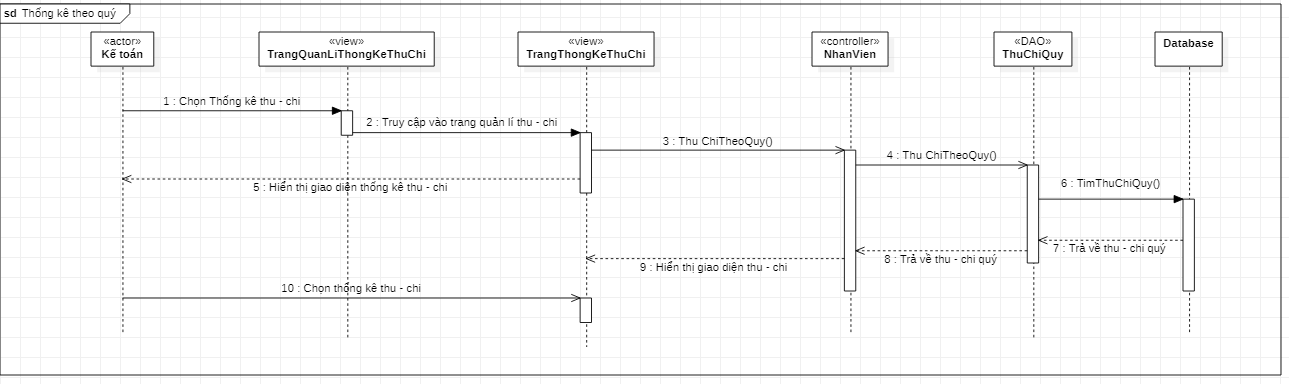 sd Thống kê theo quý
«actor»
Kế toán
«view»
TrangQuanLiThongKeThuChi
«view»
TrangThongKeThuChi
«controller»
NhanVien
«DAO»
ThuChiQuy
Database
1 : Chọn Thống kê thu - chi
2 : Truy cập vào trang quản lí thu - chi
3 : Thu ChiTheoQuy()
4 : Thu ChiTheoQuy()
5 : Hiển thị giao diện thống kê thu - chi
6 : TimThuChiQuy()
7 : Trả về thu - chi quý
8 : Trả về thu - chi quý
9 : Hiển thị giao diện thu - chi
10 : Chọn thống kê thu - chi